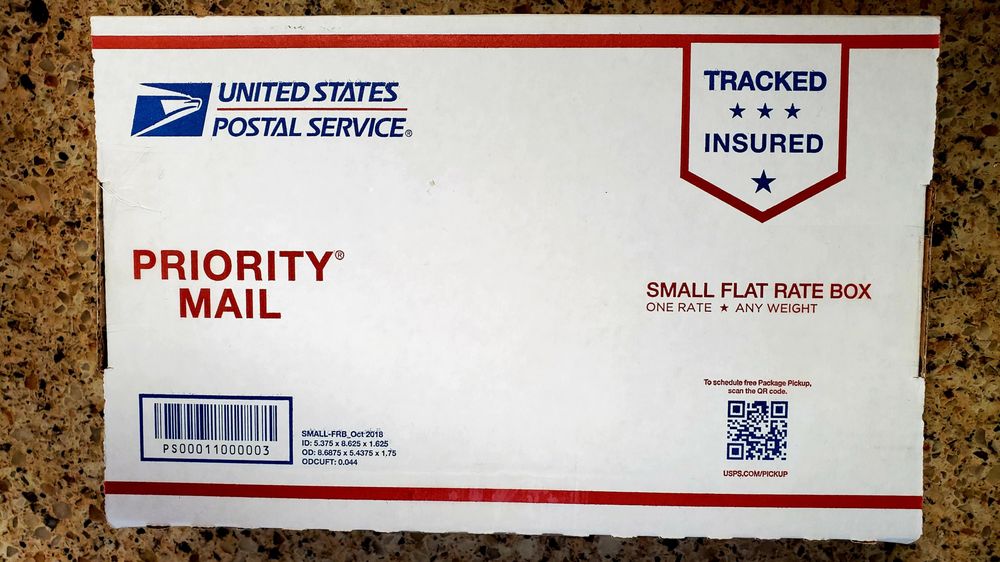 UNITED STATES
POSTAL SERVICE®
TRACKED
★ ★ ★
INSURED
★
PRIORITY®
MAIL
SMALL FLAT RATE BOX
ONE RATE ★ ANY WEIGHT
To schedule free Package Pickup,
scan the QR code.
USPS.COM/PICKUP
PS00011000003
SMALL-FRB_Oct 2018
ID: 5.375 x 8.625 x 1.625
OD: 8.6875 x 5.4375 x 1.75
ODCUFT: 0.044